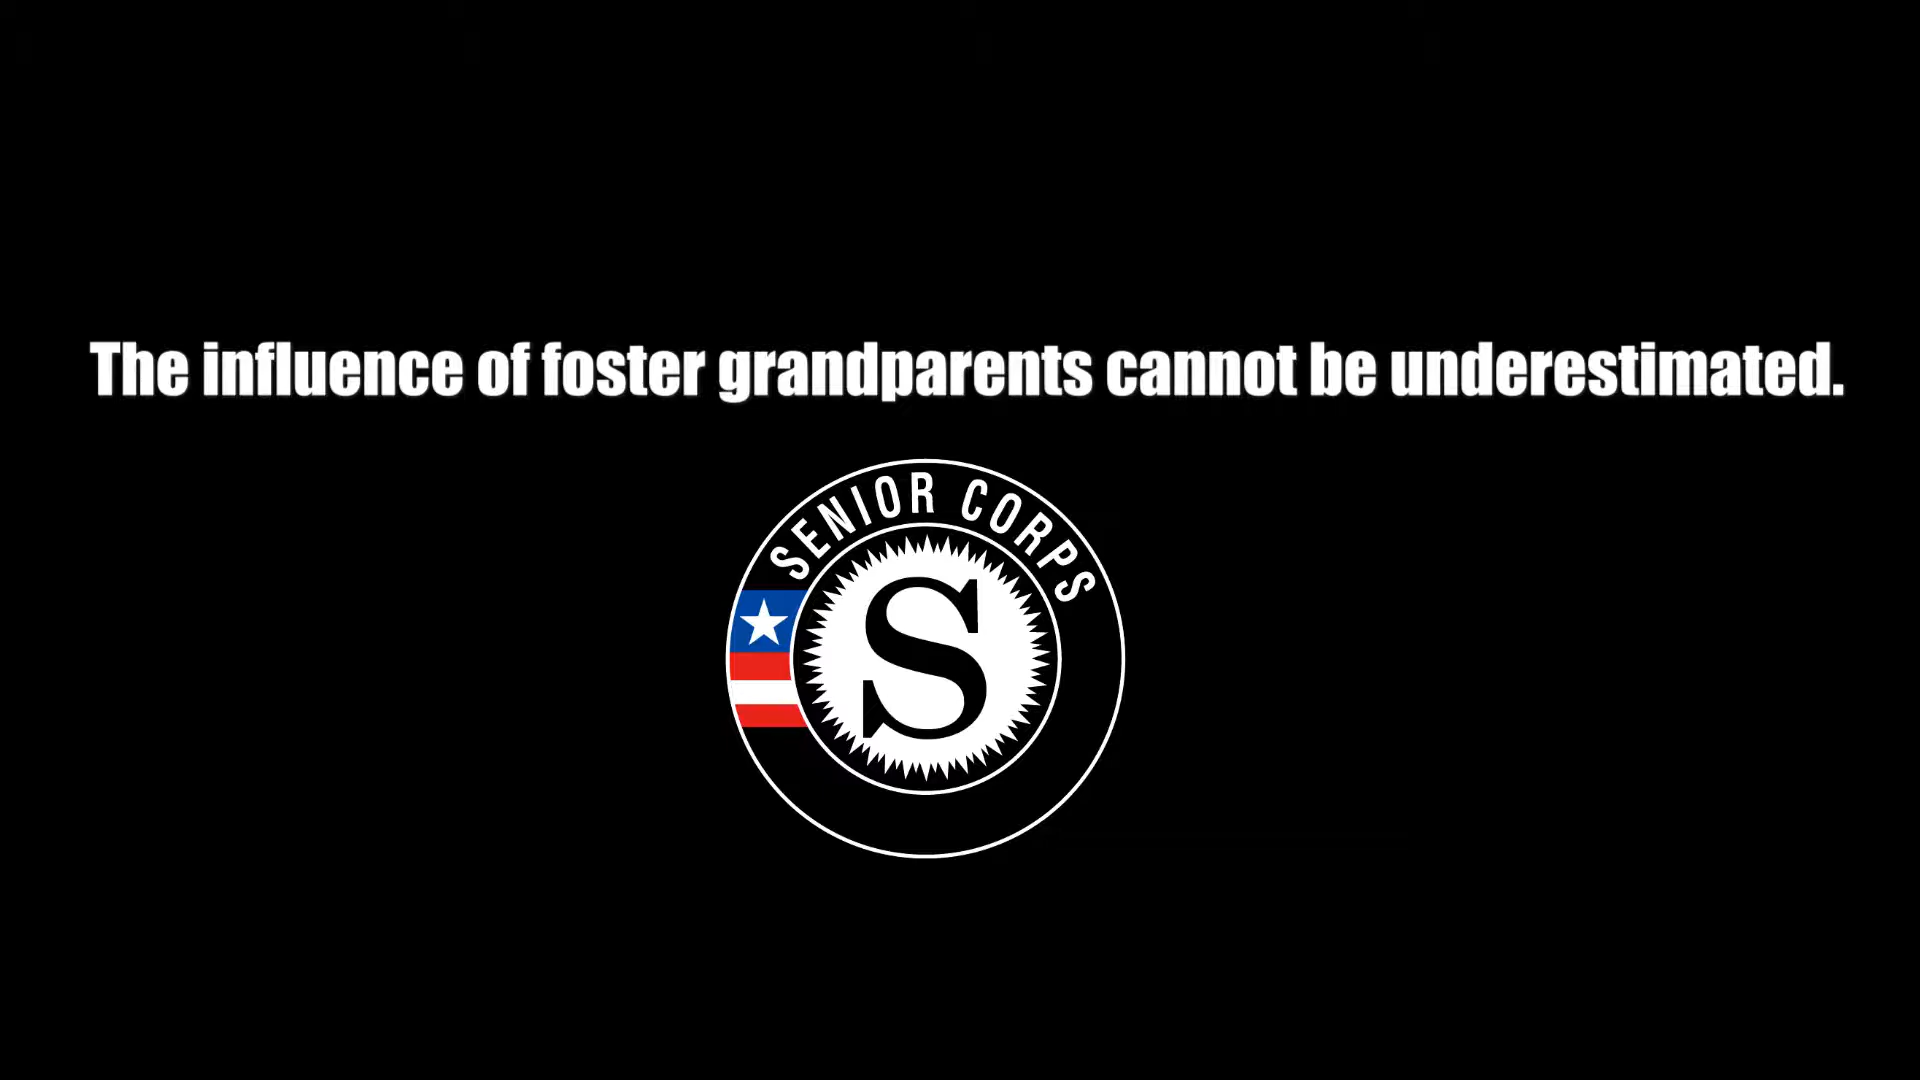 The influence of foster grandparents cannot be underestimated.
SENIOR CORPS
S